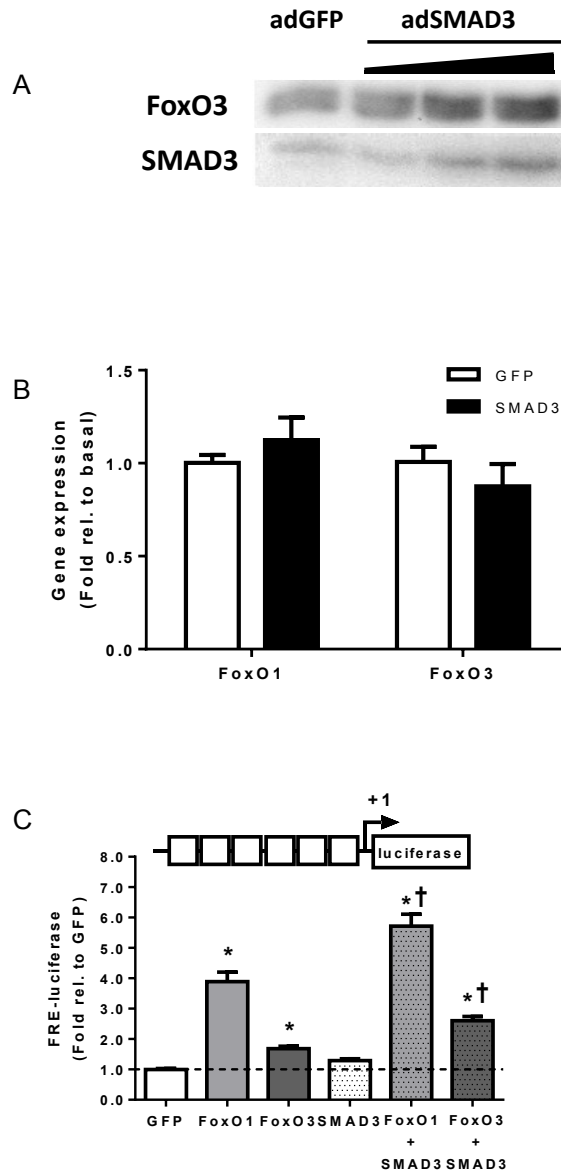 adGFP adSMAD3
A
FoxO3
SMAD3
B
GFP
SMAD3
Gene expression
(Fold rel. to basal)
1.5
1.0
0.5
0.0
FoxO1 FoxO3
C
+1
luciferase
FRE-luciferase
(Fold rel. to GFP)
8.0
7.0
6.0
5.0
4.0
3.0
2.0
1.0
0.0
*
*
*†
*†
GFP FoxO1 FoxO3 SMAD3 FoxO1 FoxO3
+ +
SMAD3 SMAD3